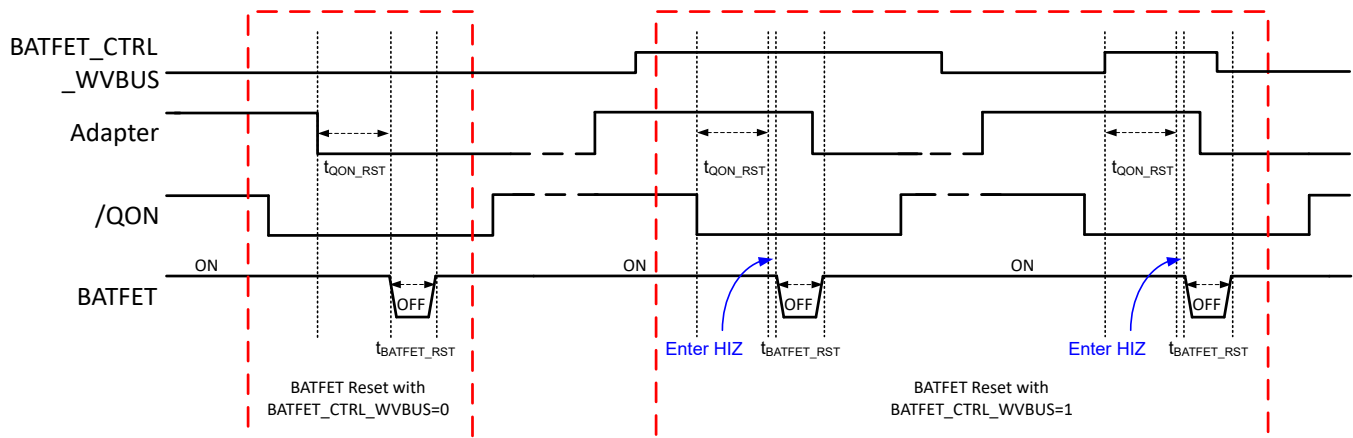 BATFET_CTRL
_WVBUS
Adapter
tQON_RST
tQON_RST
tQON_RST
/QON
ON
ON
ON
BATFET
OFF
OFF
OFF
tBATFET_RST
Enter HIZ
tBATFET_RST
Enter HIZ
tBATFET_RST
BATFET Reset with
BATFET_CTRL_WVBUS=0
BATFET Reset with
BATFET_CTRL_WVBUS=1